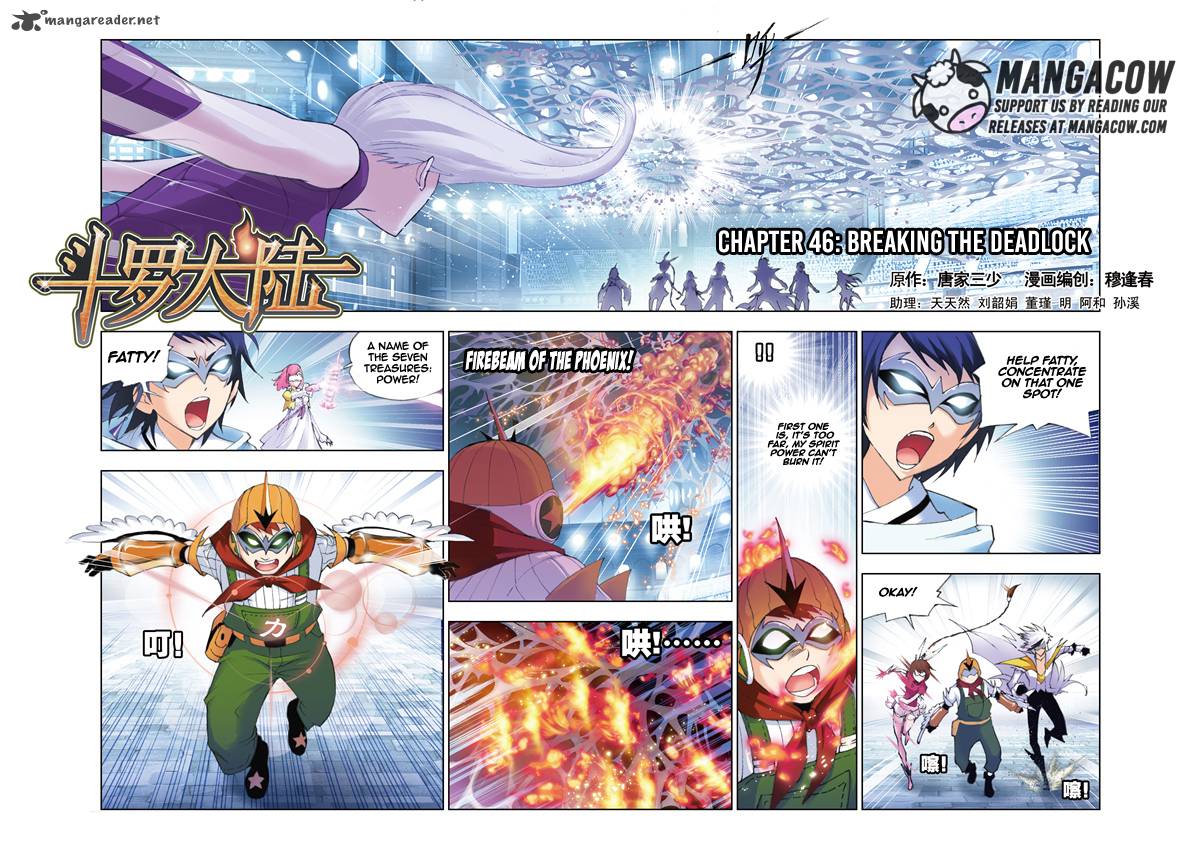 mangareader.net
呼
MANGACOW
SUPPORT US BY READING OUR
RELEASES AT MANGACOW.COM
斗罗大陆
CHAPTER 46: BREAKING THE DEADLOCK
原作：唐家三少 漫画编创：穆逢春
助理：天天然 刘韶娟 董瑾 明 阿和 孙溪
FATTY!
A NAME OF
THE SEVEN
TREASURES:
POWER!
力
叮！
FIREBEAM OF THE PHOENIX!
哄！
哄！……
!!
FIRST ONE
IS, IT'S TOO
FAR, MY SPIRIT
POWER CAN'T
BURN IT!
HELP FATTY,
CONCENTRATE
ON THAT ONE
SPOT!
OKAY!
嚓！
嚓！